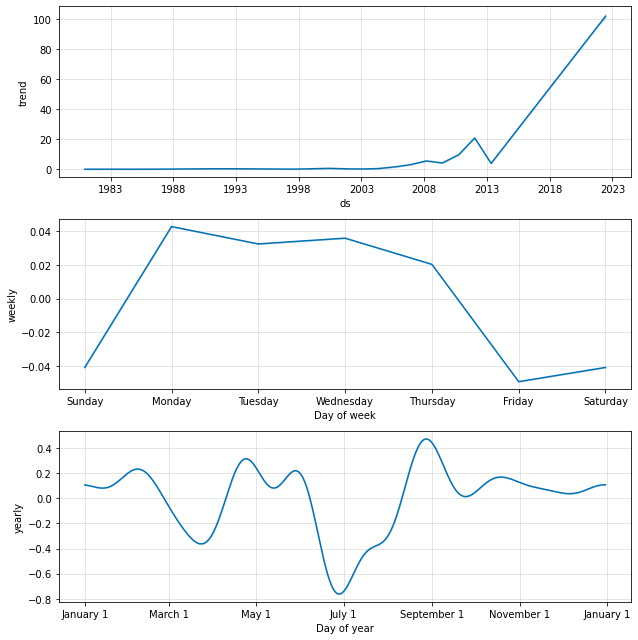 100
80
60
40
20
0
trend
1983 1988 1993 1998 2003 2008 2013 2018 2023
ds
0.04
0.02
0.00
−0.02
−0.04
weekly
Sunday Monday Tuesday Wednesday Thursday Friday Saturday
Day of week
0.4
0.2
0.0
−0.2
−0.4
−0.6
−0.8
yearly
January 1 March 1 May 1 July 1 September 1 November 1 January 1
Day of year